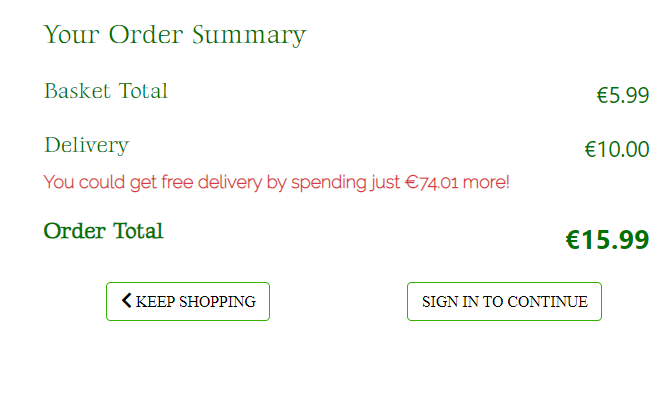 Your Order Summary
Basket Total €5.99
Delivery €10.00
You could get free delivery by spending just €74.01 more!
Order Total €15.99
KEEP SHOPPING SIGN IN TO CONTINUE